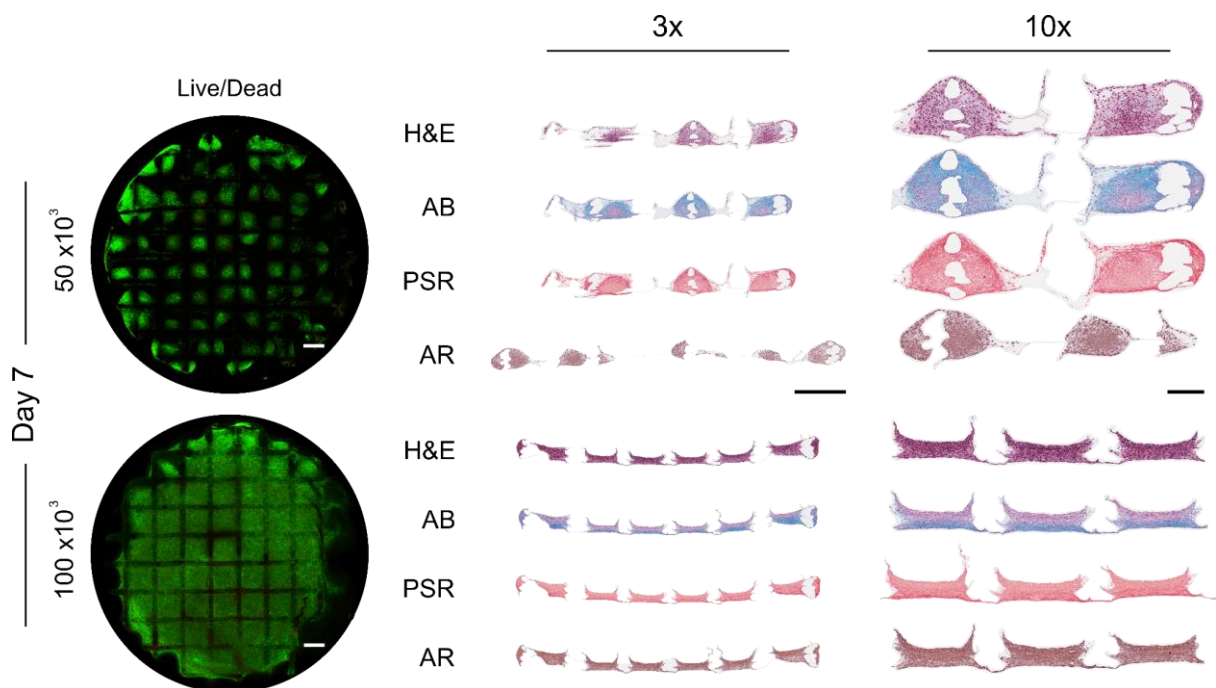 3x
10x
Live/Dead
Day 7
50 x10³
H&E
AB
PSR
AR
100 x10³
H&E
AB
PSR
AR